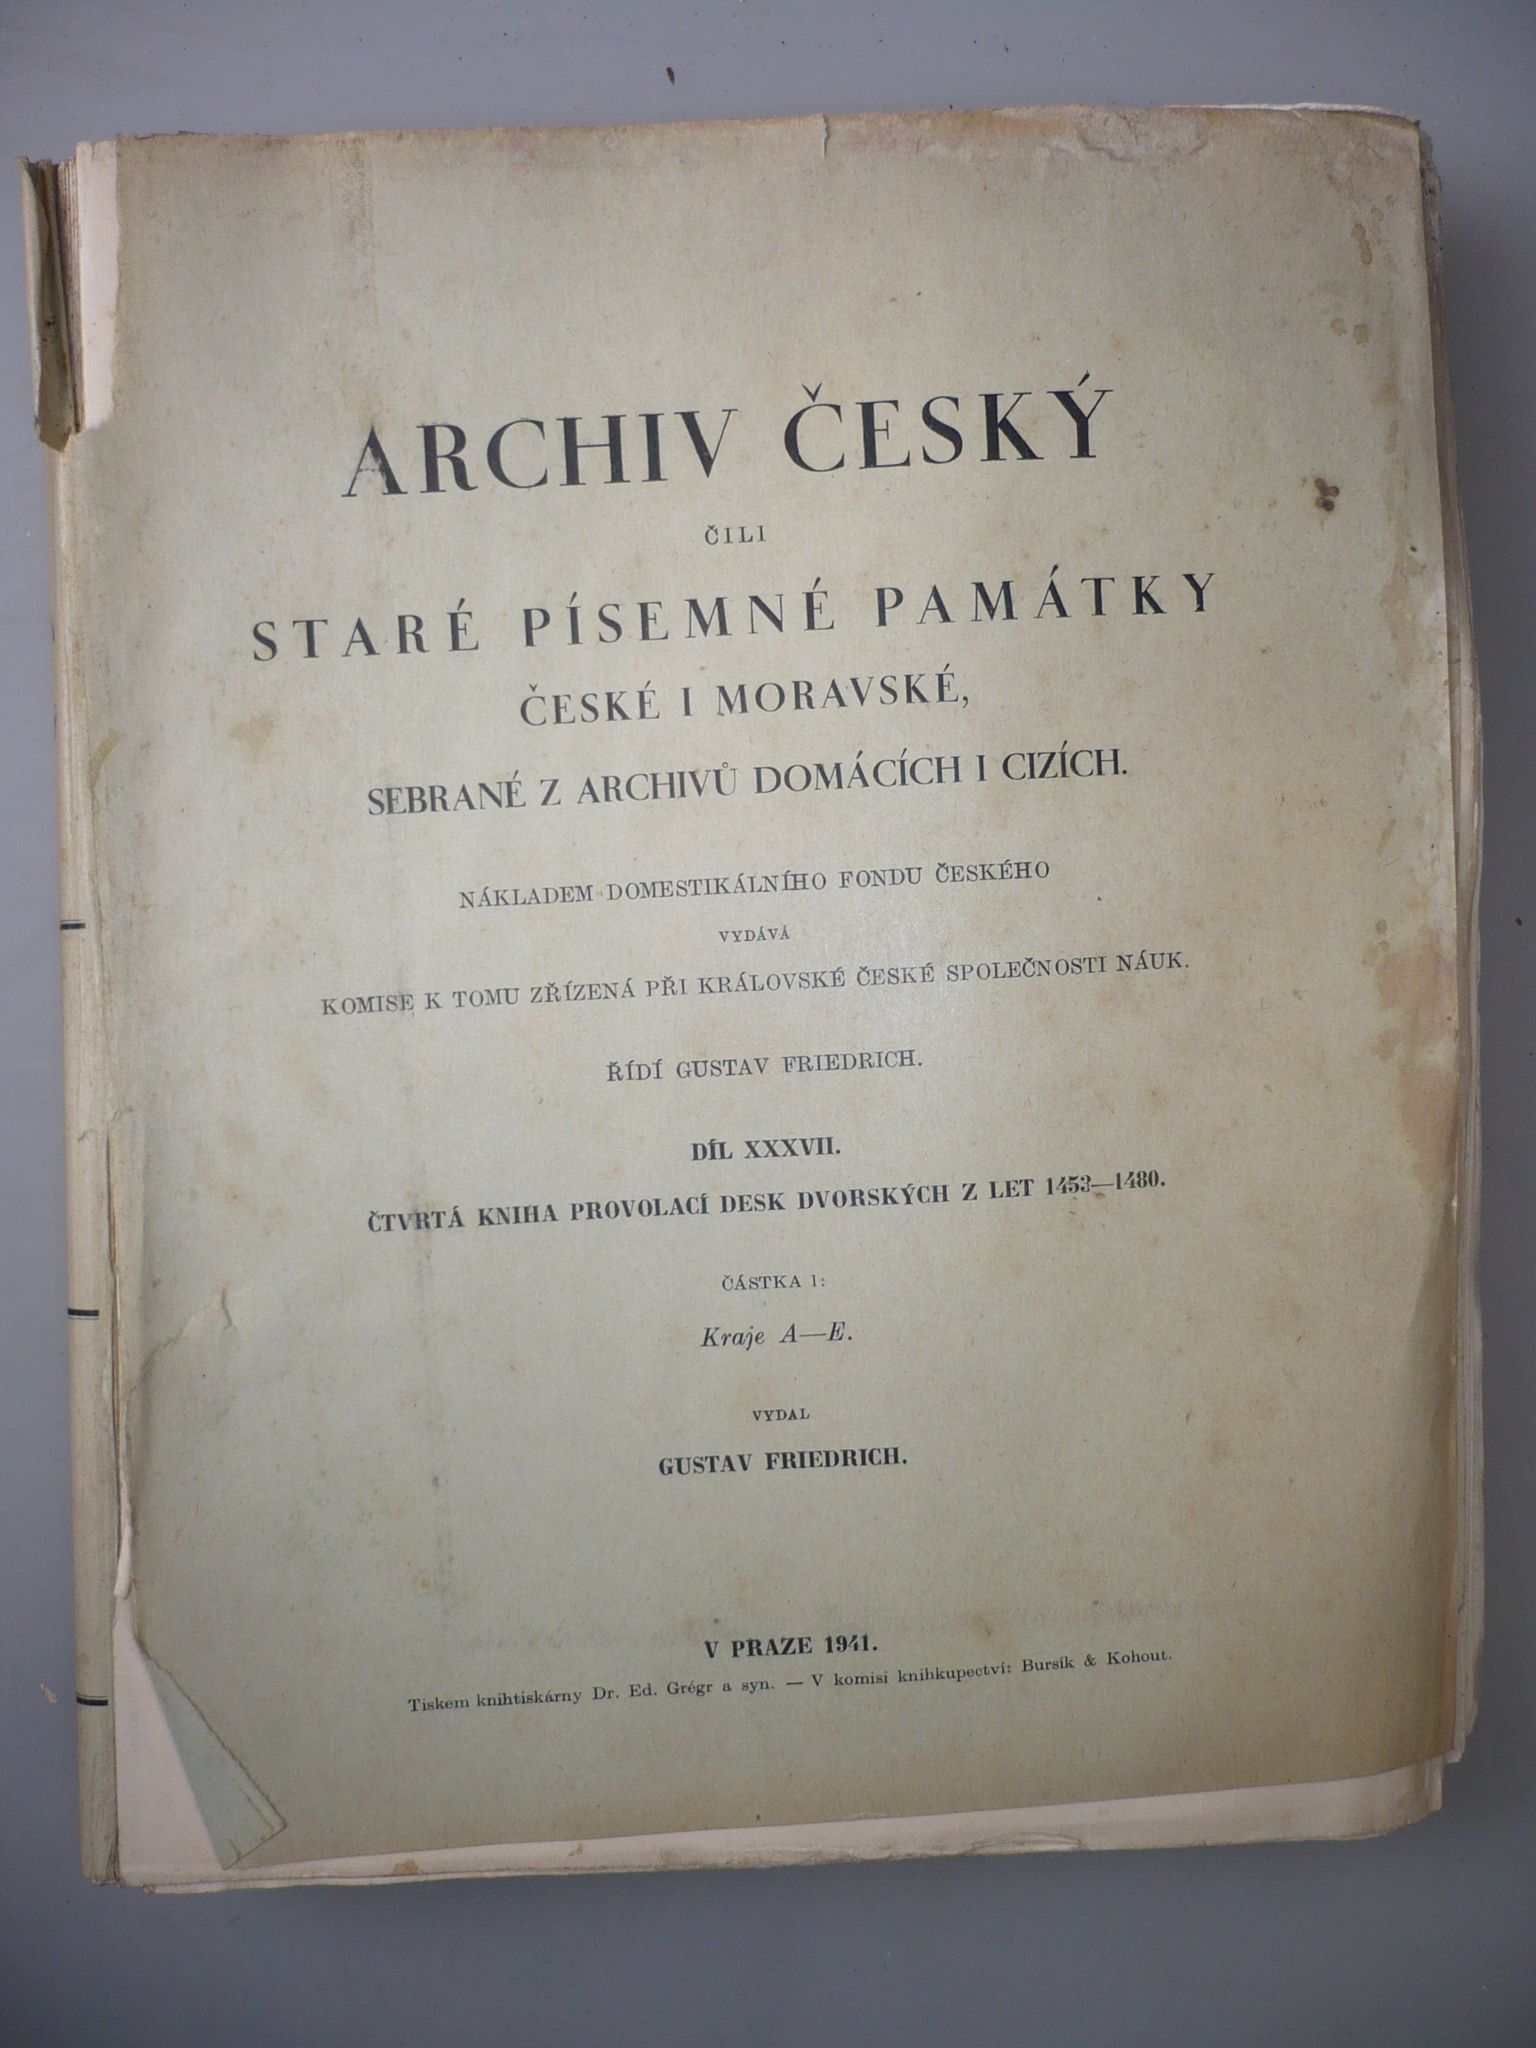 ARCHIV ČESKÝ
ČILI
STARÉ PÍSEMNÉ PAMÁTKY
ČESKÉ I MORAVSKÉ,
SEBRANÉ Z ARCHIVŮ DOMÁCÍCH I CIZÍCH.
NÁKLADEM DOMESTIKÁLNÍHO FONDU ČESKÉHO
VYDÁVÁ
KOMISE K TOMU ZŘÍZENÁ PŘI KRÁLOVSKÉ ČESKÉ SPOLEČNOSTI NÁUK.
ŘÍDÍ GUSTAV FRIEDRICH.
DÍL XXXVII.
ČTVRTÁ KNIHA PROVOLACÍ DESK DVORSKÝCH Z LET 1453—1480.
ČÁSTKA 1:
Kraje A—E.
VYDAL
GUSTAV FRIEDRICH.
V PRAZE 1941.
Tiskem knihtiskárny Dr. Ed. Grégr a syn. — V komisi knihkupectví: Bursík & Kohout.